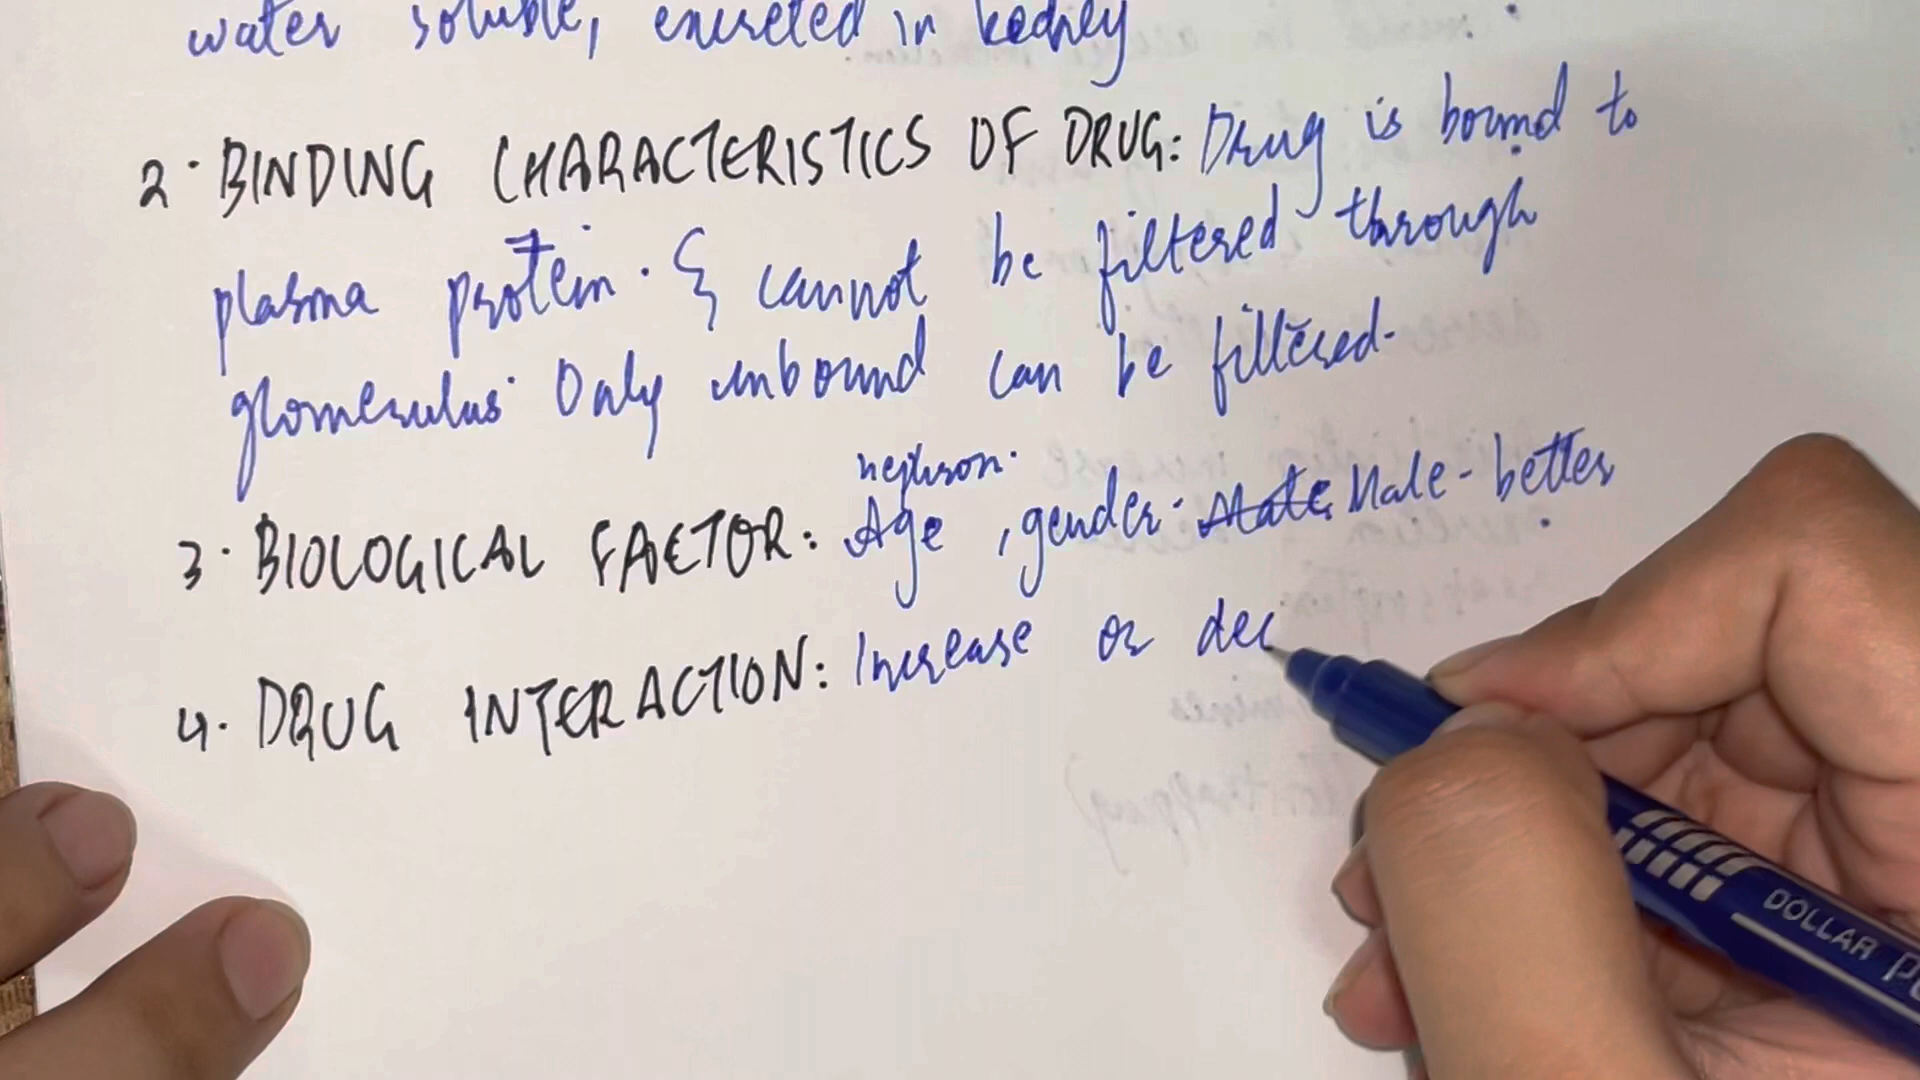 water soluble, excreted in kedney
2. BINDING CHARACTERISTICS OF DRUG: Drug is bound to
plasma protein. & cannot be filtered through
glomerulus. Only unbound can be filtered.
nephron.
3. BIOLOGICAL FACTOR: Age, gender. Male Male - better
4. DRUG INTERACTION: Increase or dec
DOLLAR